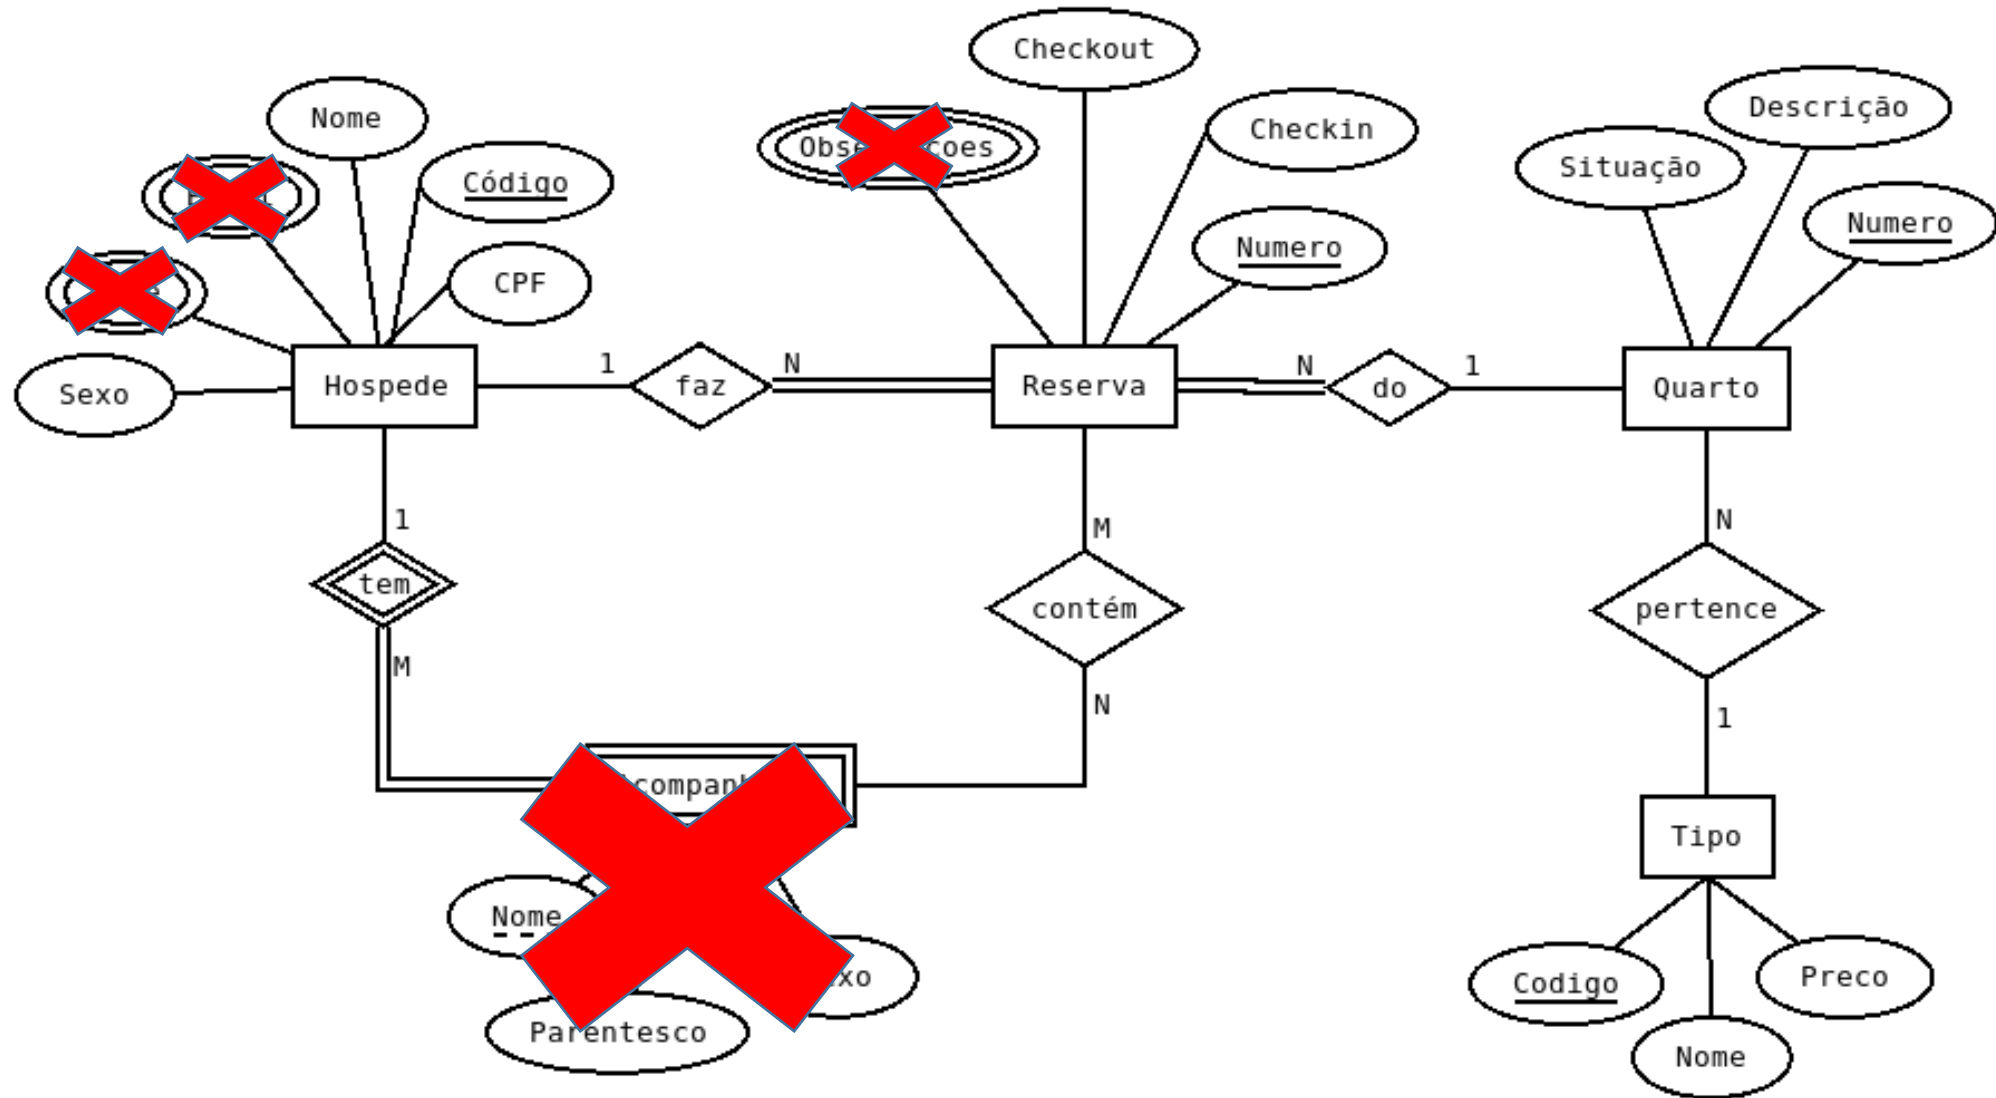 Checkout
Nome
Checkin
Descrição
Situação
Código
Numero
Numero
CPF
Sexo
Hospede
1
faz
N
Reserva
N
do
1
Quarto
1
tem
M
M
contém
N
N
pertence
1
Tipo
Nome
Parentesco
Codigo
Preco
Nome